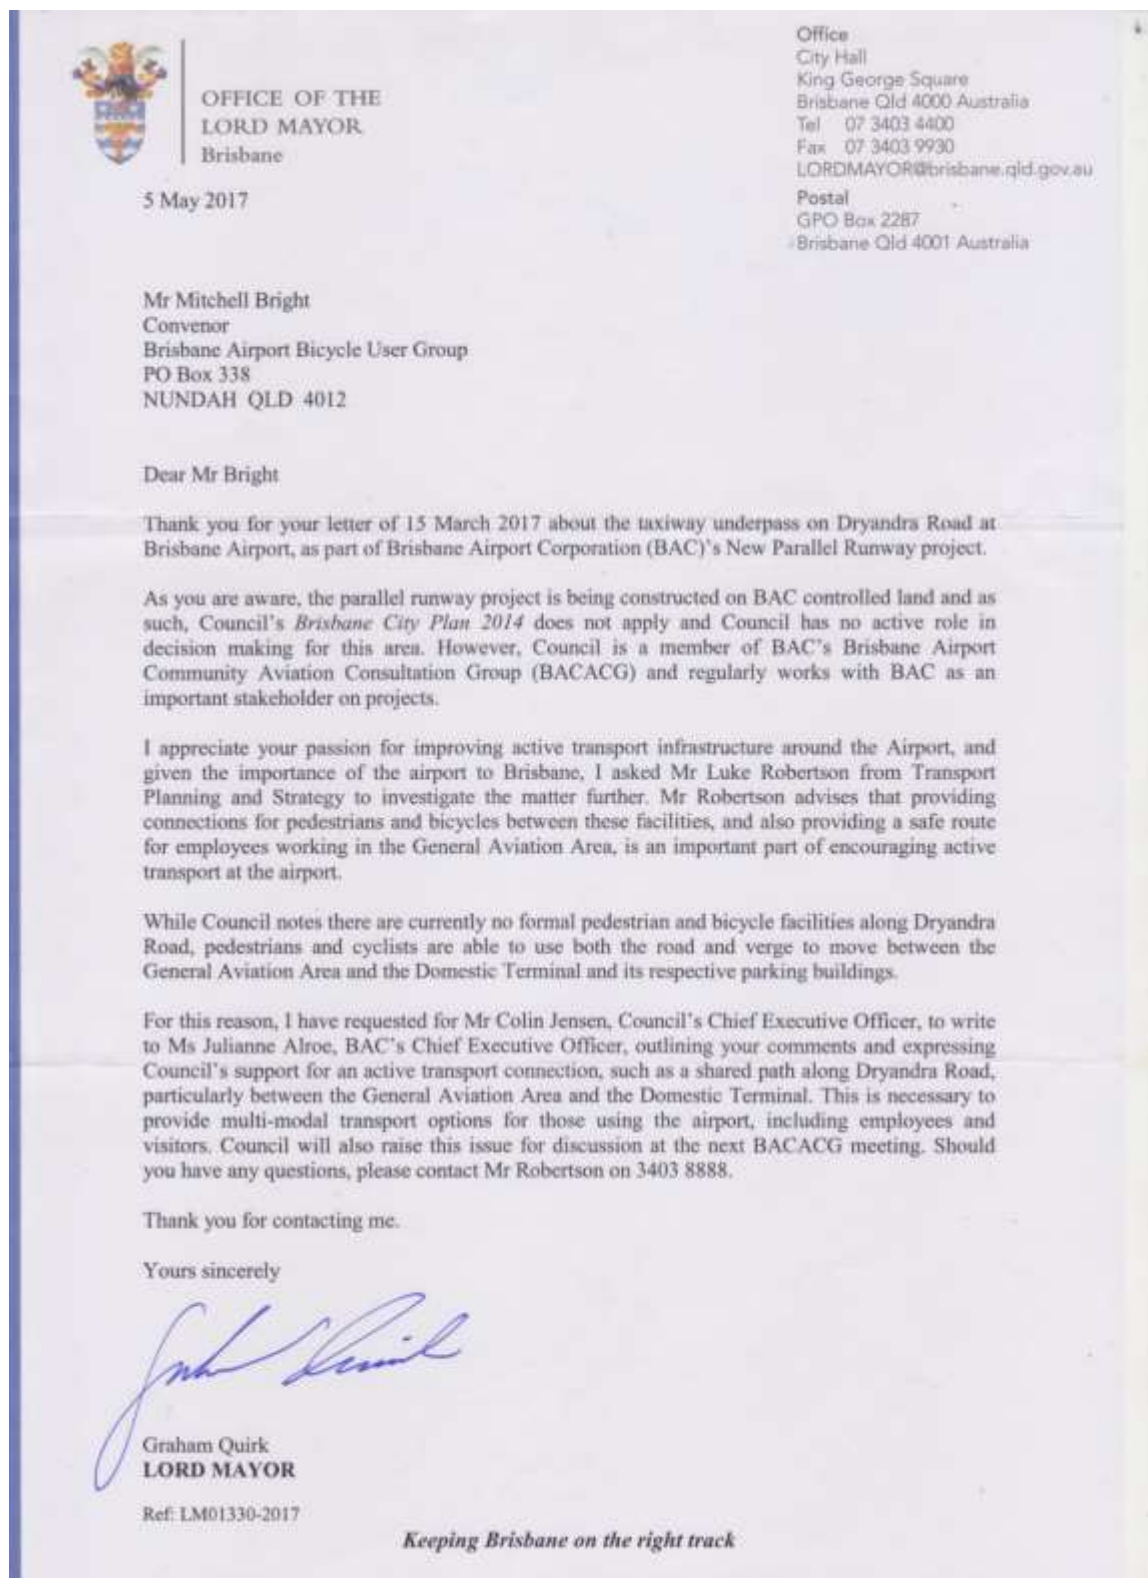 OFFICE OF THE
LORD MAYOR
Brisbane
5 May 2017
Office
City Hall
King George Square
Brisbane Qld 4000 Australia
Tel 07 3403 4400
Fax 07 3403 9930
LORDMAYOR@brisbane.qld.gov.au
Postal
GPO Box 2287
Brisbane Qld 4001 Australia
Mr Mitchell Bright
Convenor
Brisbane Airport Bicycle User Group
PO Box 338
NUNDAH QLD 4012
Dear Mr Bright
Thank you for your letter of 15 March 2017 about the taxiway underpass on Dryandra Road at
Brisbane Airport, as part of Brisbane Airport Corporation (BAC)'s New Parallel Runway project.
As you are aware, the parallel runway project is being constructed on BAC controlled land and as
such, Council's Brisbane City Plan 2014 does not apply and Council has no active role in
decision making for this area. However, Council is a member of BAC's Brisbane Airport
Community Aviation Consultation Group (BACACG) and regularly works with BAC as an
important stakeholder on projects.
I appreciate your passion for improving active transport infrastructure around the Airport, and
given the importance of the airport to Brisbane, I asked Mr Luke Robertson from Transport
Planning and Strategy to investigate the matter further. Mr Robertson advises that providing
connections for pedestrians and bicycles between these facilities, and also providing a safe route
for employees working in the General Aviation Area, is an important part of encouraging active
transport at the airport.
While Council notes there are currently no formal pedestrian and bicycle facilities along Dryandra
Road, pedestrians and cyclists are able to use both the road and verge to move between the
General Aviation Area and the Domestic Terminal and its respective parking buildings.
For this reason, I have requested for Mr Colin Jensen, Council's Chief Executive Officer, to write
to Ms Julianne Alroe, BAC's Chief Executive Officer, outlining your comments and expressing
Council's support for an active transport connection, such as a shared path along Dryandra Road,
particularly between the General Aviation Area and the Domestic Terminal. This is necessary to
provide multi-modal transport options for those using the airport, including employees and
visitors. Council will also raise this issue for discussion at the next BACACG meeting. Should
you have any questions, please contact Mr Robertson on 3403 8888.
Thank you for contacting me.
Yours sincerely
Graham Quirk
LORD MAYOR
Ref: LM01330-2017
Keeping Brisbane on the right track